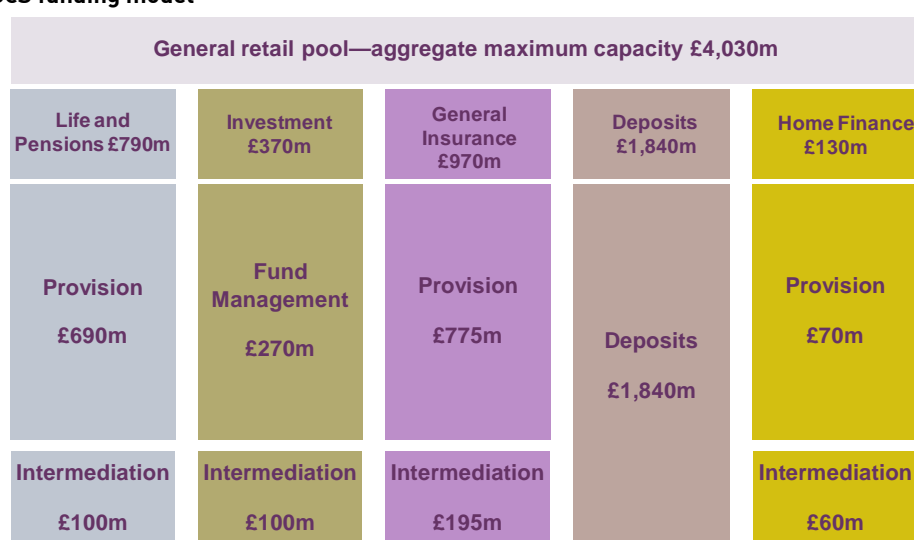 funding model
General retail pool—aggregate maximum capacity £4,030m
Life and
Pensions £790m
Investment
£370m
General
Insurance
£970m
Deposits
£1,840m
Home Finance
£130m
Provision
£690m
Fund
Management
£270m
Provision
£775m
Deposits
£1,840m
Provision
£70m
Intermediation
£100m
Intermediation
£100m
Intermediation
£195m
Intermediation
£60m